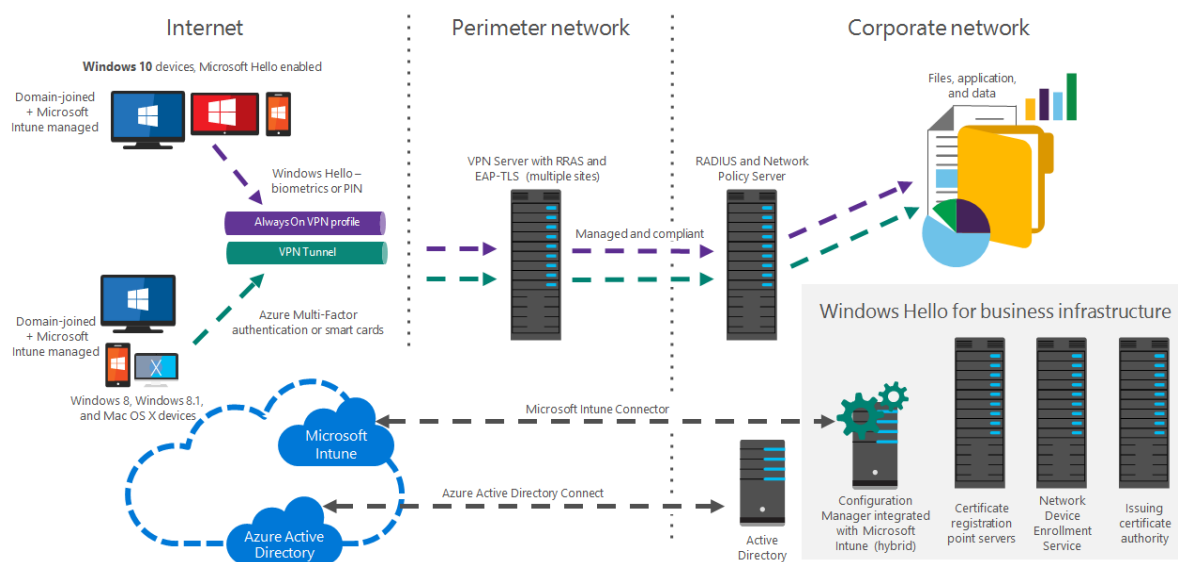 Internet
Perimeter network
Corporate network
Windows 10 devices, Microsoft Hello enabled
Domain-joined
+ Microsoft
Intune managed
Files, application,
and data
Windows Hello –
biometrics or PIN
VPN Server with RRAS and
EAP-TLS (multiple sites)
RADIUS and Network
Policy Server
Always On VPN profile
VPN Tunnel
Managed and compliant
Azure Multi-Factor
authentication or smart cards
Domain-joined
+ Microsoft
Intune managed
X
Windows 8, Windows 8.1,
and Mac OS X devices
Windows Hello for business infrastructure
Microsoft Intune Connector
Microsoft
Intune
Azure Active Directory Connect
Azure Active
Directory
Active
Directory
Configuration
Manager integrated
with Microsoft
Intune (hybrid)
Certificate
registration
point servers
Network
Device
Enrollment
Service
Issuing
certificate
authority